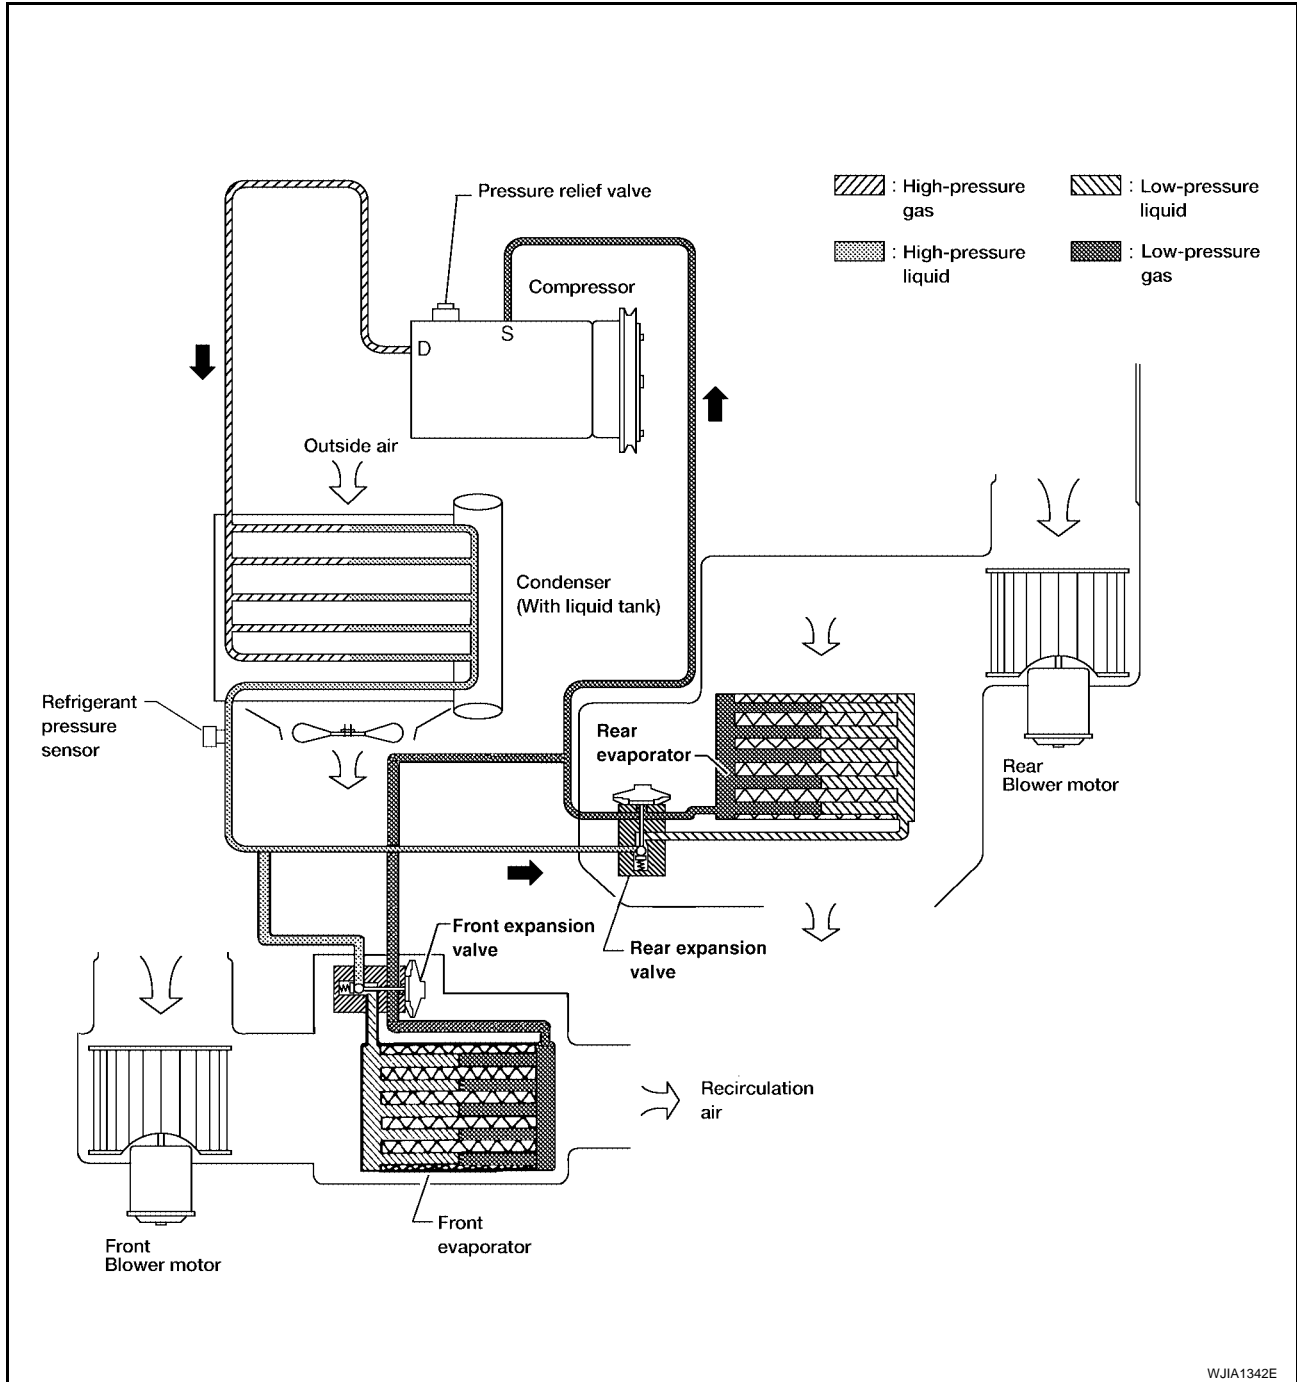 Pressure relief valve
: High-pressure
gas
: Low-pressure
liquid
: High-pressure
liquid
: Low-pressure
gas
Compressor
S
D
Outside air
Condenser
(With liquid tank)
Refrigerant
pressure
sensor
Rear
evaporator
Rear
Blower motor
Front expansion
valve
Rear expansion
valve
Recirculation
air
Front
evaporator
Front
Blower motor
WJIA1342E